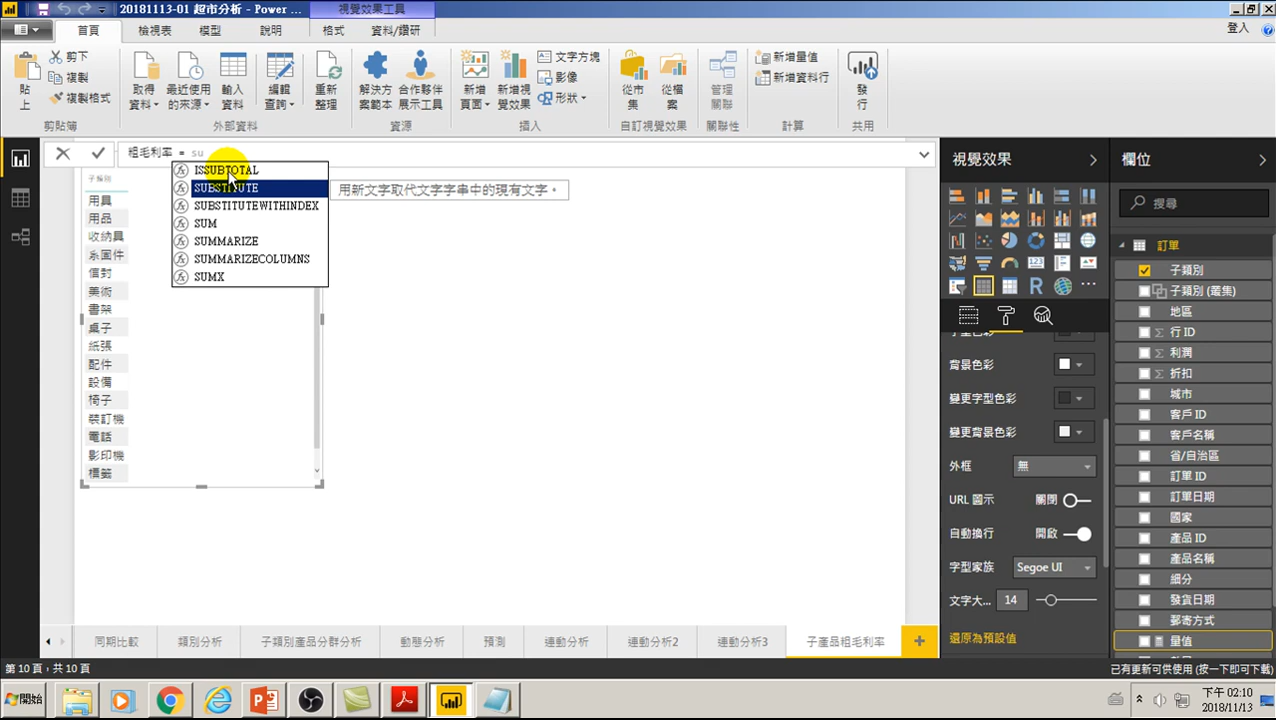 20181113-01 超市分析 - Power ...
視覺效果工具
首頁
檢視表
模型
說明
格式
資料/鑽研
登入
貼上
剪下
複製
複製格式
剪貼簿
取得資料
最近使用的來源
輸入資料
編輯查詢
重新整理
外部資料
解決方案範本
合作夥伴展示工具
資源
新增頁面
新增視覺效果
文字方塊
影像
形狀
插入
從市集
從檔案
自訂視覺效果
管理關聯
關聯性
新增量值
新增資料行
計算
發行
共用
粗毛利率 = su
ISSUBTOTAL
SUBSTITUTE
用新文字取代文字字串中的現有文字。
SUBSTITUTEWITHINDEX
SUM
SUMMARIZE
SUMMARIZECOLUMNS
SUMX
子類別
用具
用品
收納具
系固件
信封
美術
書架
桌子
紙張
配件
設備
椅子
裝訂機
電話
影印機
標籤
視覺效果
背景色彩
變更字型色彩
變更背景色彩
外框
無
URL 圖示
關閉
自動換行
開啟
字型家族
Segoe UI
文字大...
14
還原為預設值
欄位
搜尋
訂單
子類別
子類別 (叢集)
地區
行 ID
利潤
折扣
城市
客戶 ID
客戶名稱
省/自治區
訂單 ID
訂單日期
國家
產品 ID
產品名稱
細分
發貨日期
郵寄方式
量值
同期比較
類別分析
子類別產品分群分析
動態分析
預測
連動分析
連動分析2
連動分析3
子產品粗毛利率
第 10 頁，共 10 頁
已有更新可供使用 (按一下即可下載)
開始
下午 02:10
2018/11/13